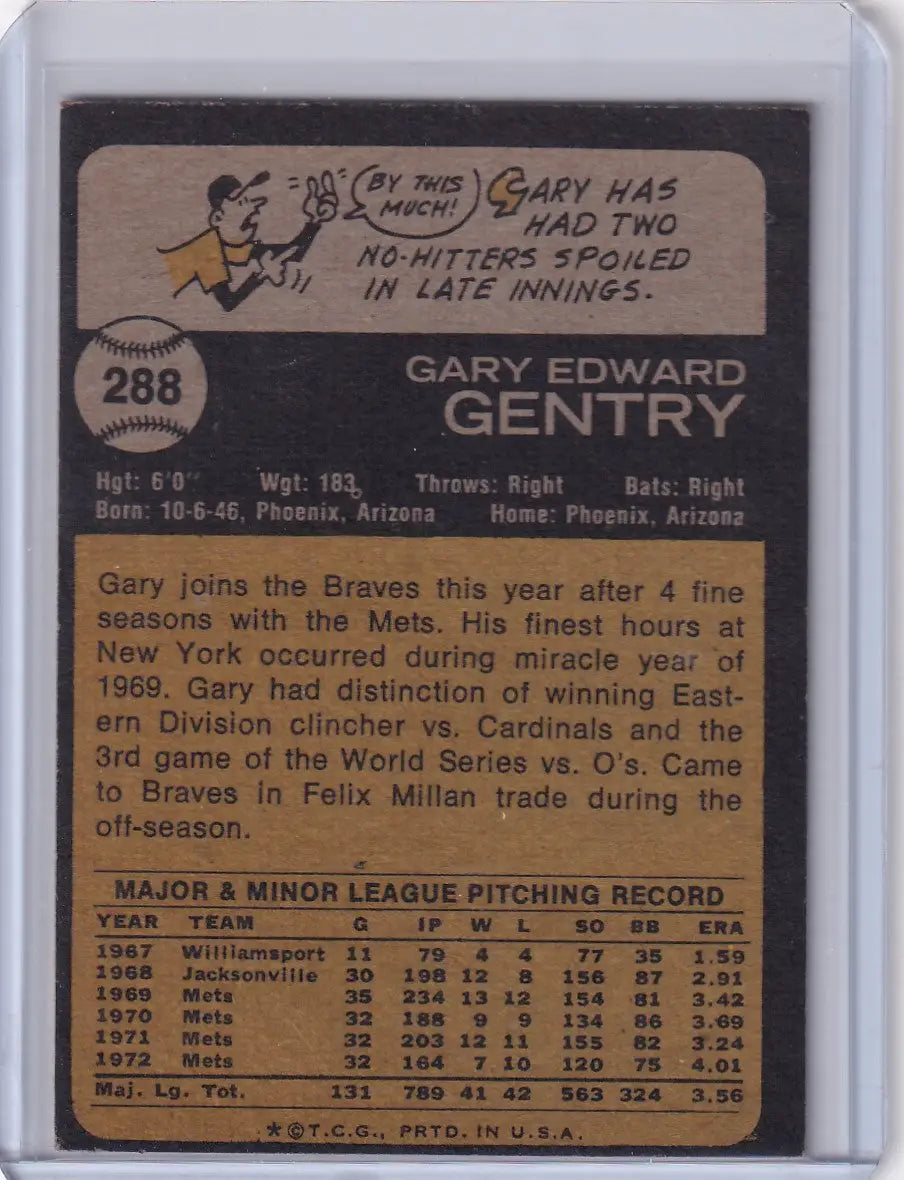 BY THIS
MUCH!
GARY HAS
HAD TWO
NO-HITTERS SPOILED
IN LATE INNINGS.
288
GARY EDWARD
GENTRY
Hgt: 6'0" Wgt: 183 Throws: Right Bats: Right
Born: 10-6-46, Phoenix, Arizona Home: Phoenix, Arizona
Gary joins the Braves this year after 4 fine
seasons with the Mets. His finest hours at
New York occurred during miracle year of
1969. Gary had distinction of winning East-
ern Division clincher vs. Cardinals and the
3rd game of the World Series vs. O's. Came
to Braves in Felix Millan trade during the
off-season.
MAJOR & MINOR LEAGUE PITCHING RECORD
YEAR TEAM G IP W L SO BB ERA
1967 Williamsport 11 79 4 4 77 35 1.59
1968 Jacksonville 30 198 12 8 156 87 2.91
1969 Mets 35 234 13 12 154 81 3.42
1970 Mets 32 188 9 9 134 86 3.69
1971 Mets 32 203 12 11 155 82 3.24
1972 Mets 32 164 7 10 120 75 4.01
Maj. Lg. Tot. 131 789 41 42 563 324 3.56
*©T.C.G., PRTD. IN U.S.A.